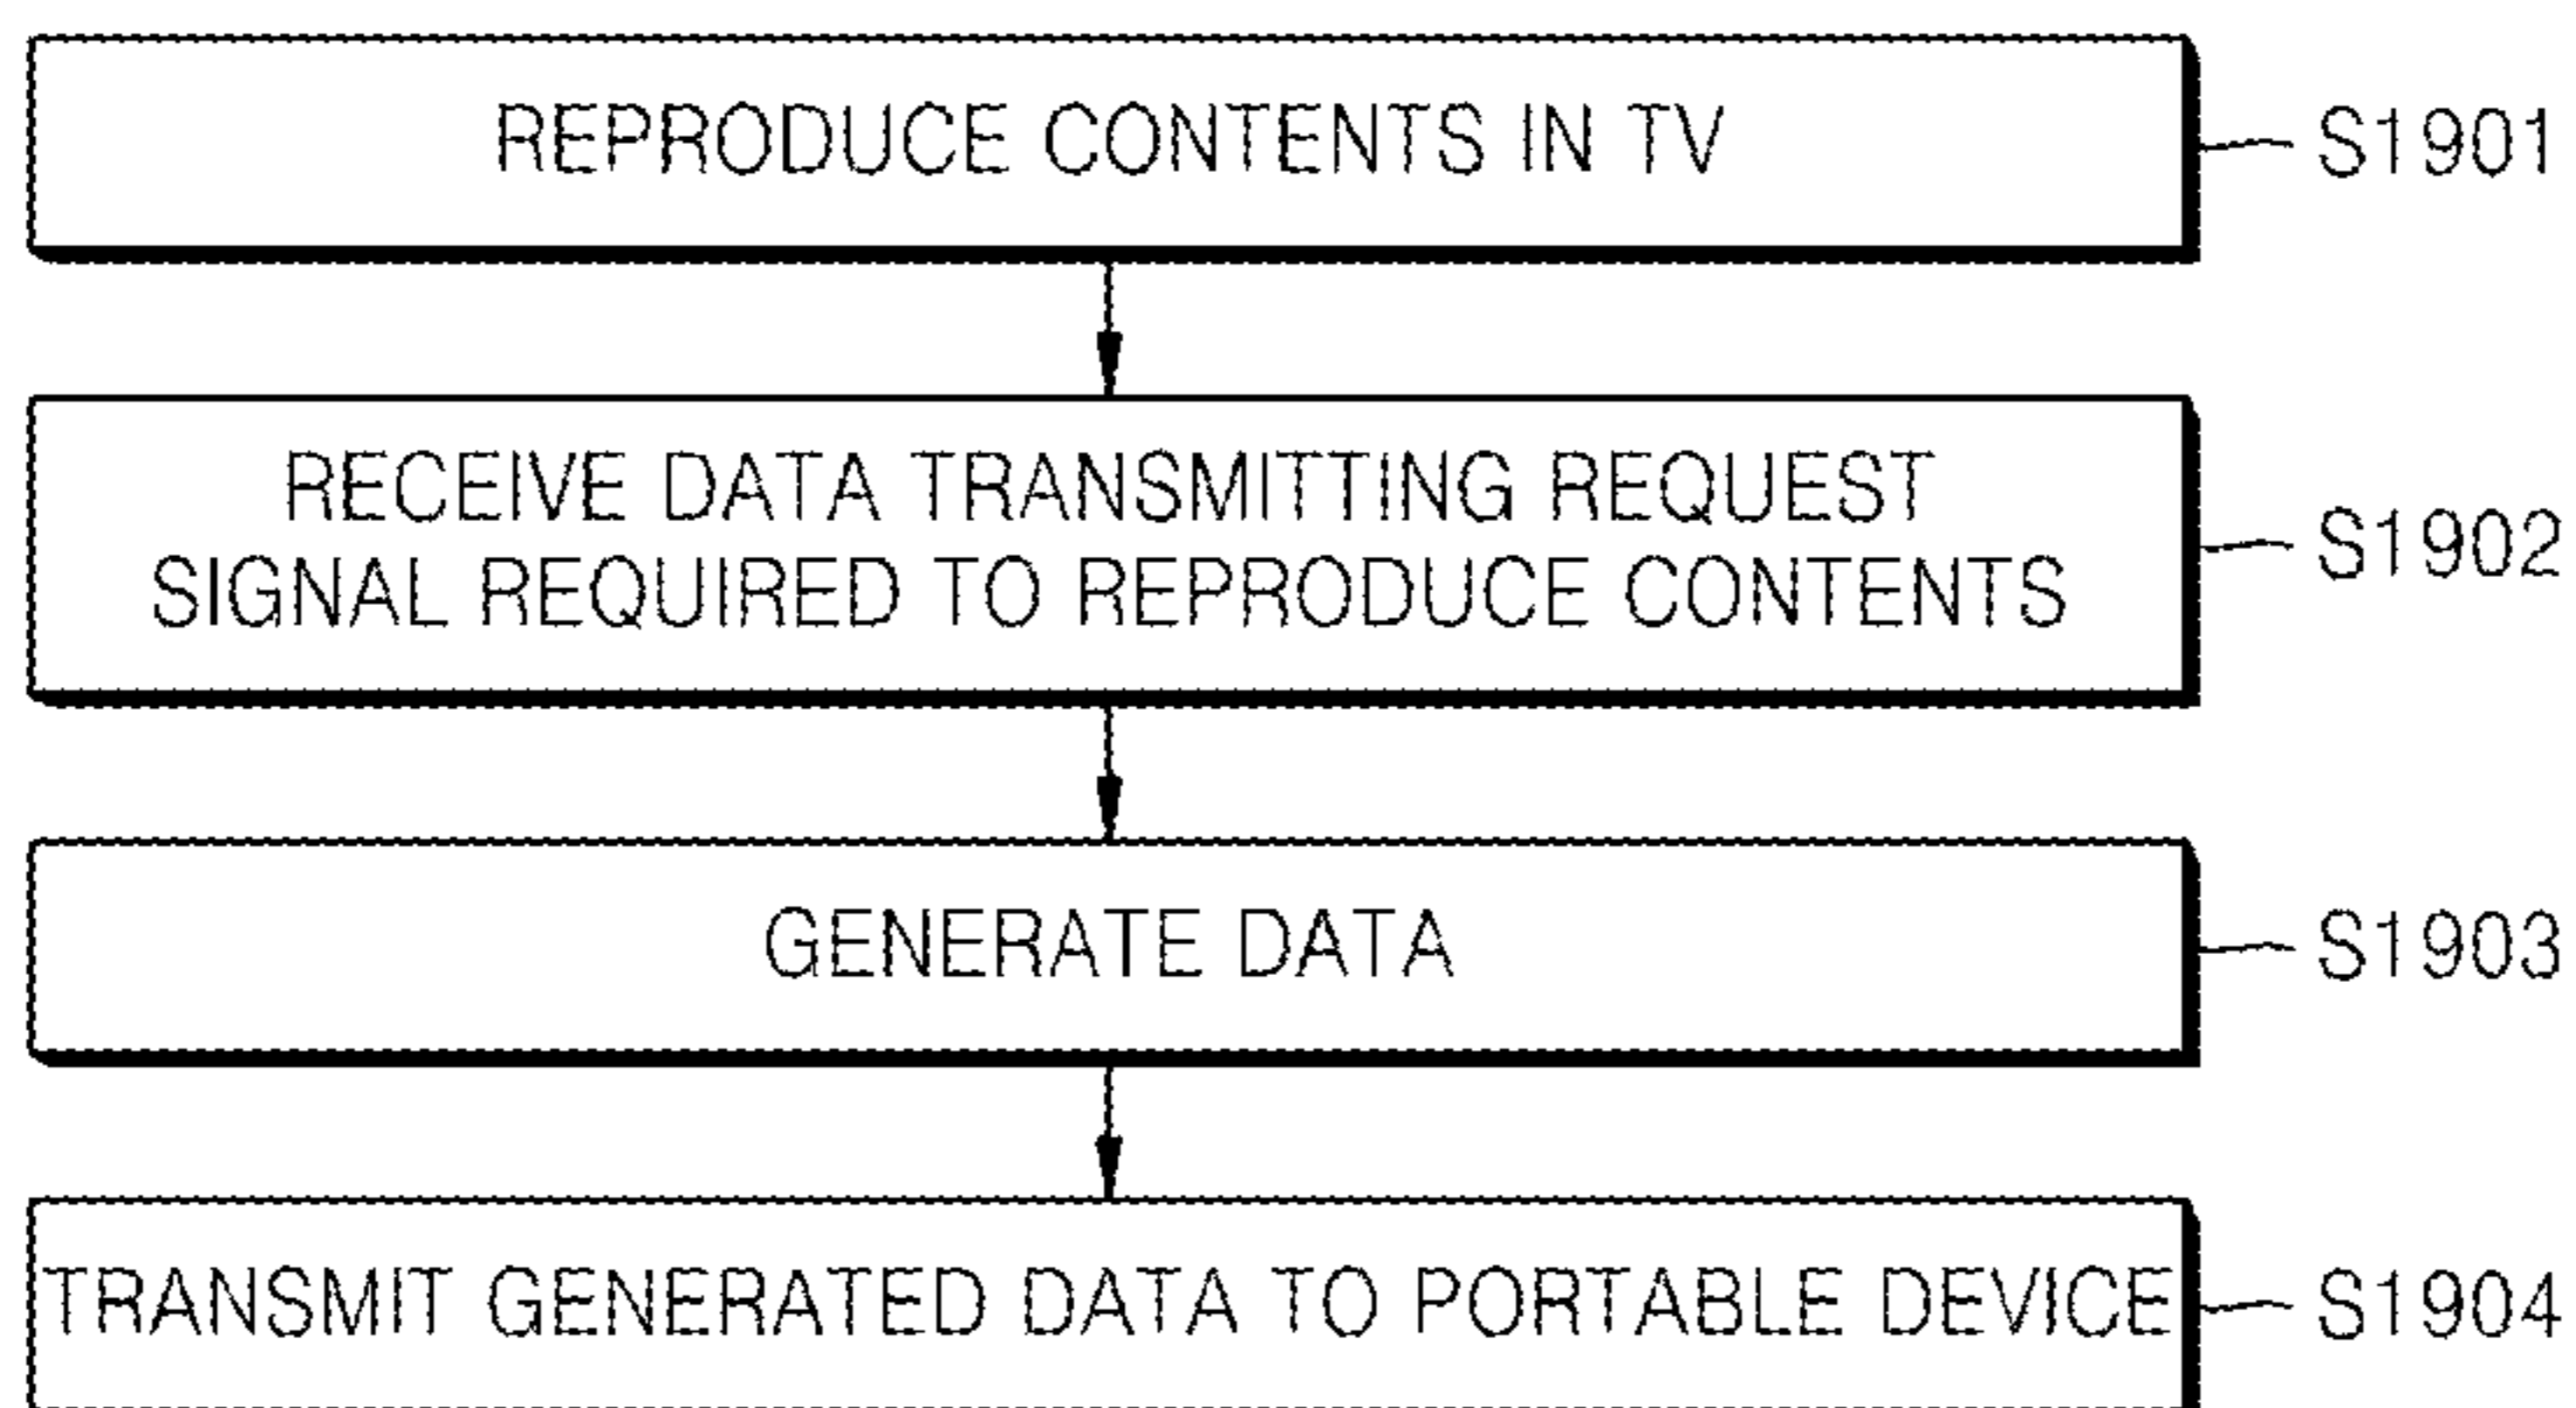 REPRODUCE CONTENTS IN TV
S1901
RECEIVE DATA TRANSMITTING REQUEST
SIGNAL REQUIRED TO REPRODUCE CONTENTS
S1902
GENERATE DATA
S1903
TRANSMIT GENERATED DATA TO PORTABLE DEVICE
S1904